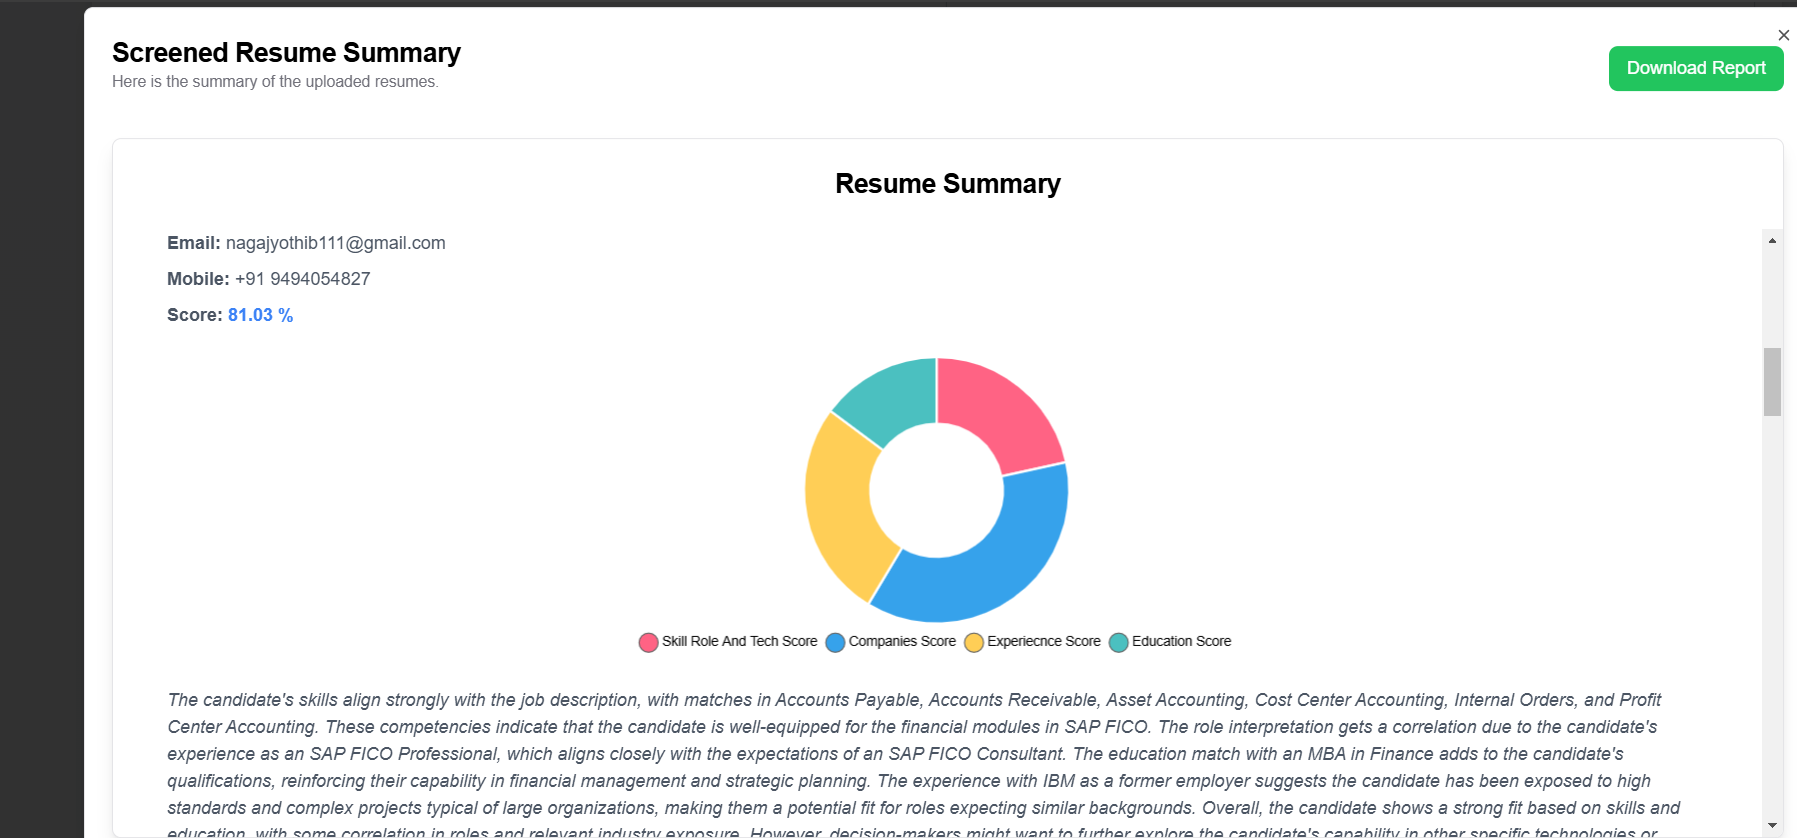 Screened Resume Summary
Here is the summary of the uploaded resumes.
Download Report
Resume Summary
Email: nagajyothib111@gmail.com
Mobile: +91 9494054827
Score: 81.03 %
Skill Role And Tech Score Companies Score Experiecnce Score Education Score
The candidate's skills align strongly with the job description, with matches in Accounts Payable, Accounts Receivable, Asset Accounting, Cost Center Accounting, Internal Orders, and Profit
Center Accounting. These competencies indicate that the candidate is well-equipped for the financial modules in SAP FICO. The role interpretation gets a correlation due to the candidate's
experience as an SAP FICO Professional, which aligns closely with the expectations of an SAP FICO Consultant. The education match with an MBA in Finance adds to the candidate's
qualifications, reinforcing their capability in financial management and strategic planning. The experience with IBM as a former employer suggests the candidate has been exposed to high
standards and complex projects typical of large organizations, making them a potential fit for roles expecting similar backgrounds. Overall, the candidate shows a strong fit based on skills and
education, with some correlation in roles and relevant industry exposure. However, decision-makers might want to further explore the candidate's capability in other specific technologies or